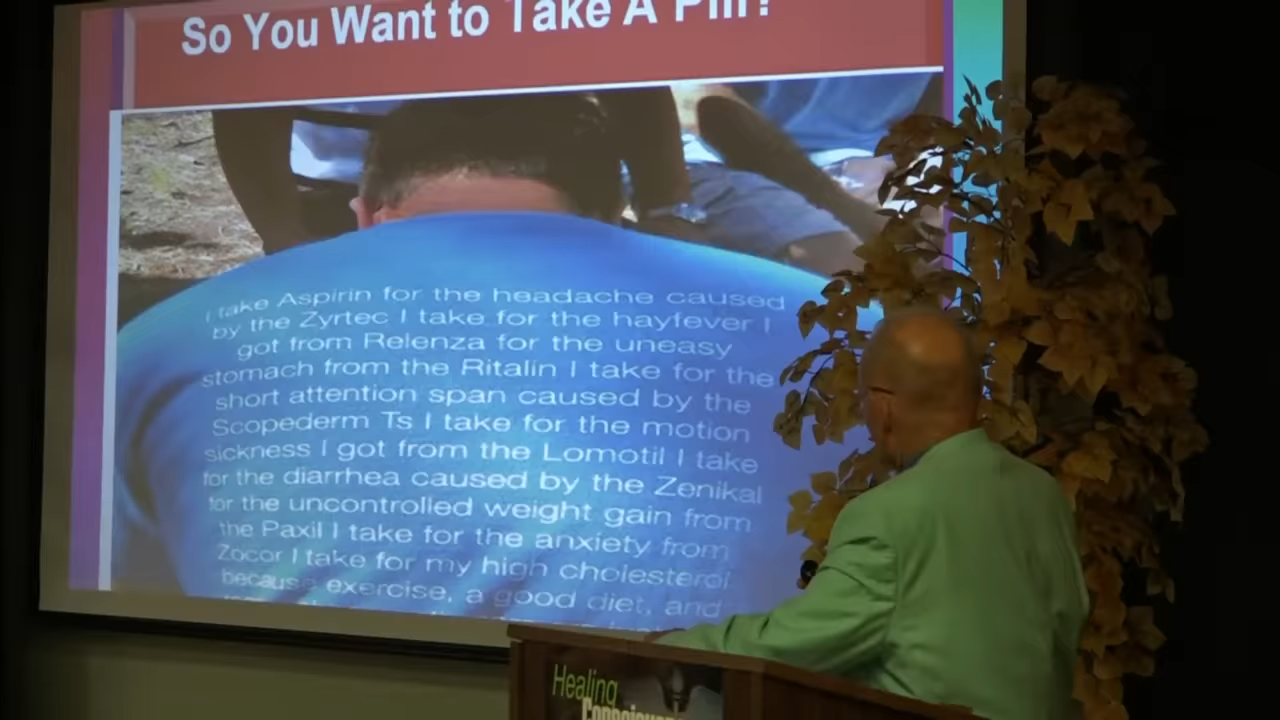 So You Want to Take A Pill?
I take Aspirin for the headache caused
by the Zyrtec I take for the hayfever I
got from Relenza for the uneasy
stomach from the Ritalin I take for the
short attention span caused by the
Scopederm Ts I take for the motion
sickness I got from the Lomotil I take
for the diarrhea caused by the Zenikal
for the uncontrolled weight gain from
the Paxil I take for the anxiety from
Zocor I take for my high cholesterol
because exercise, a good diet, and
Healing